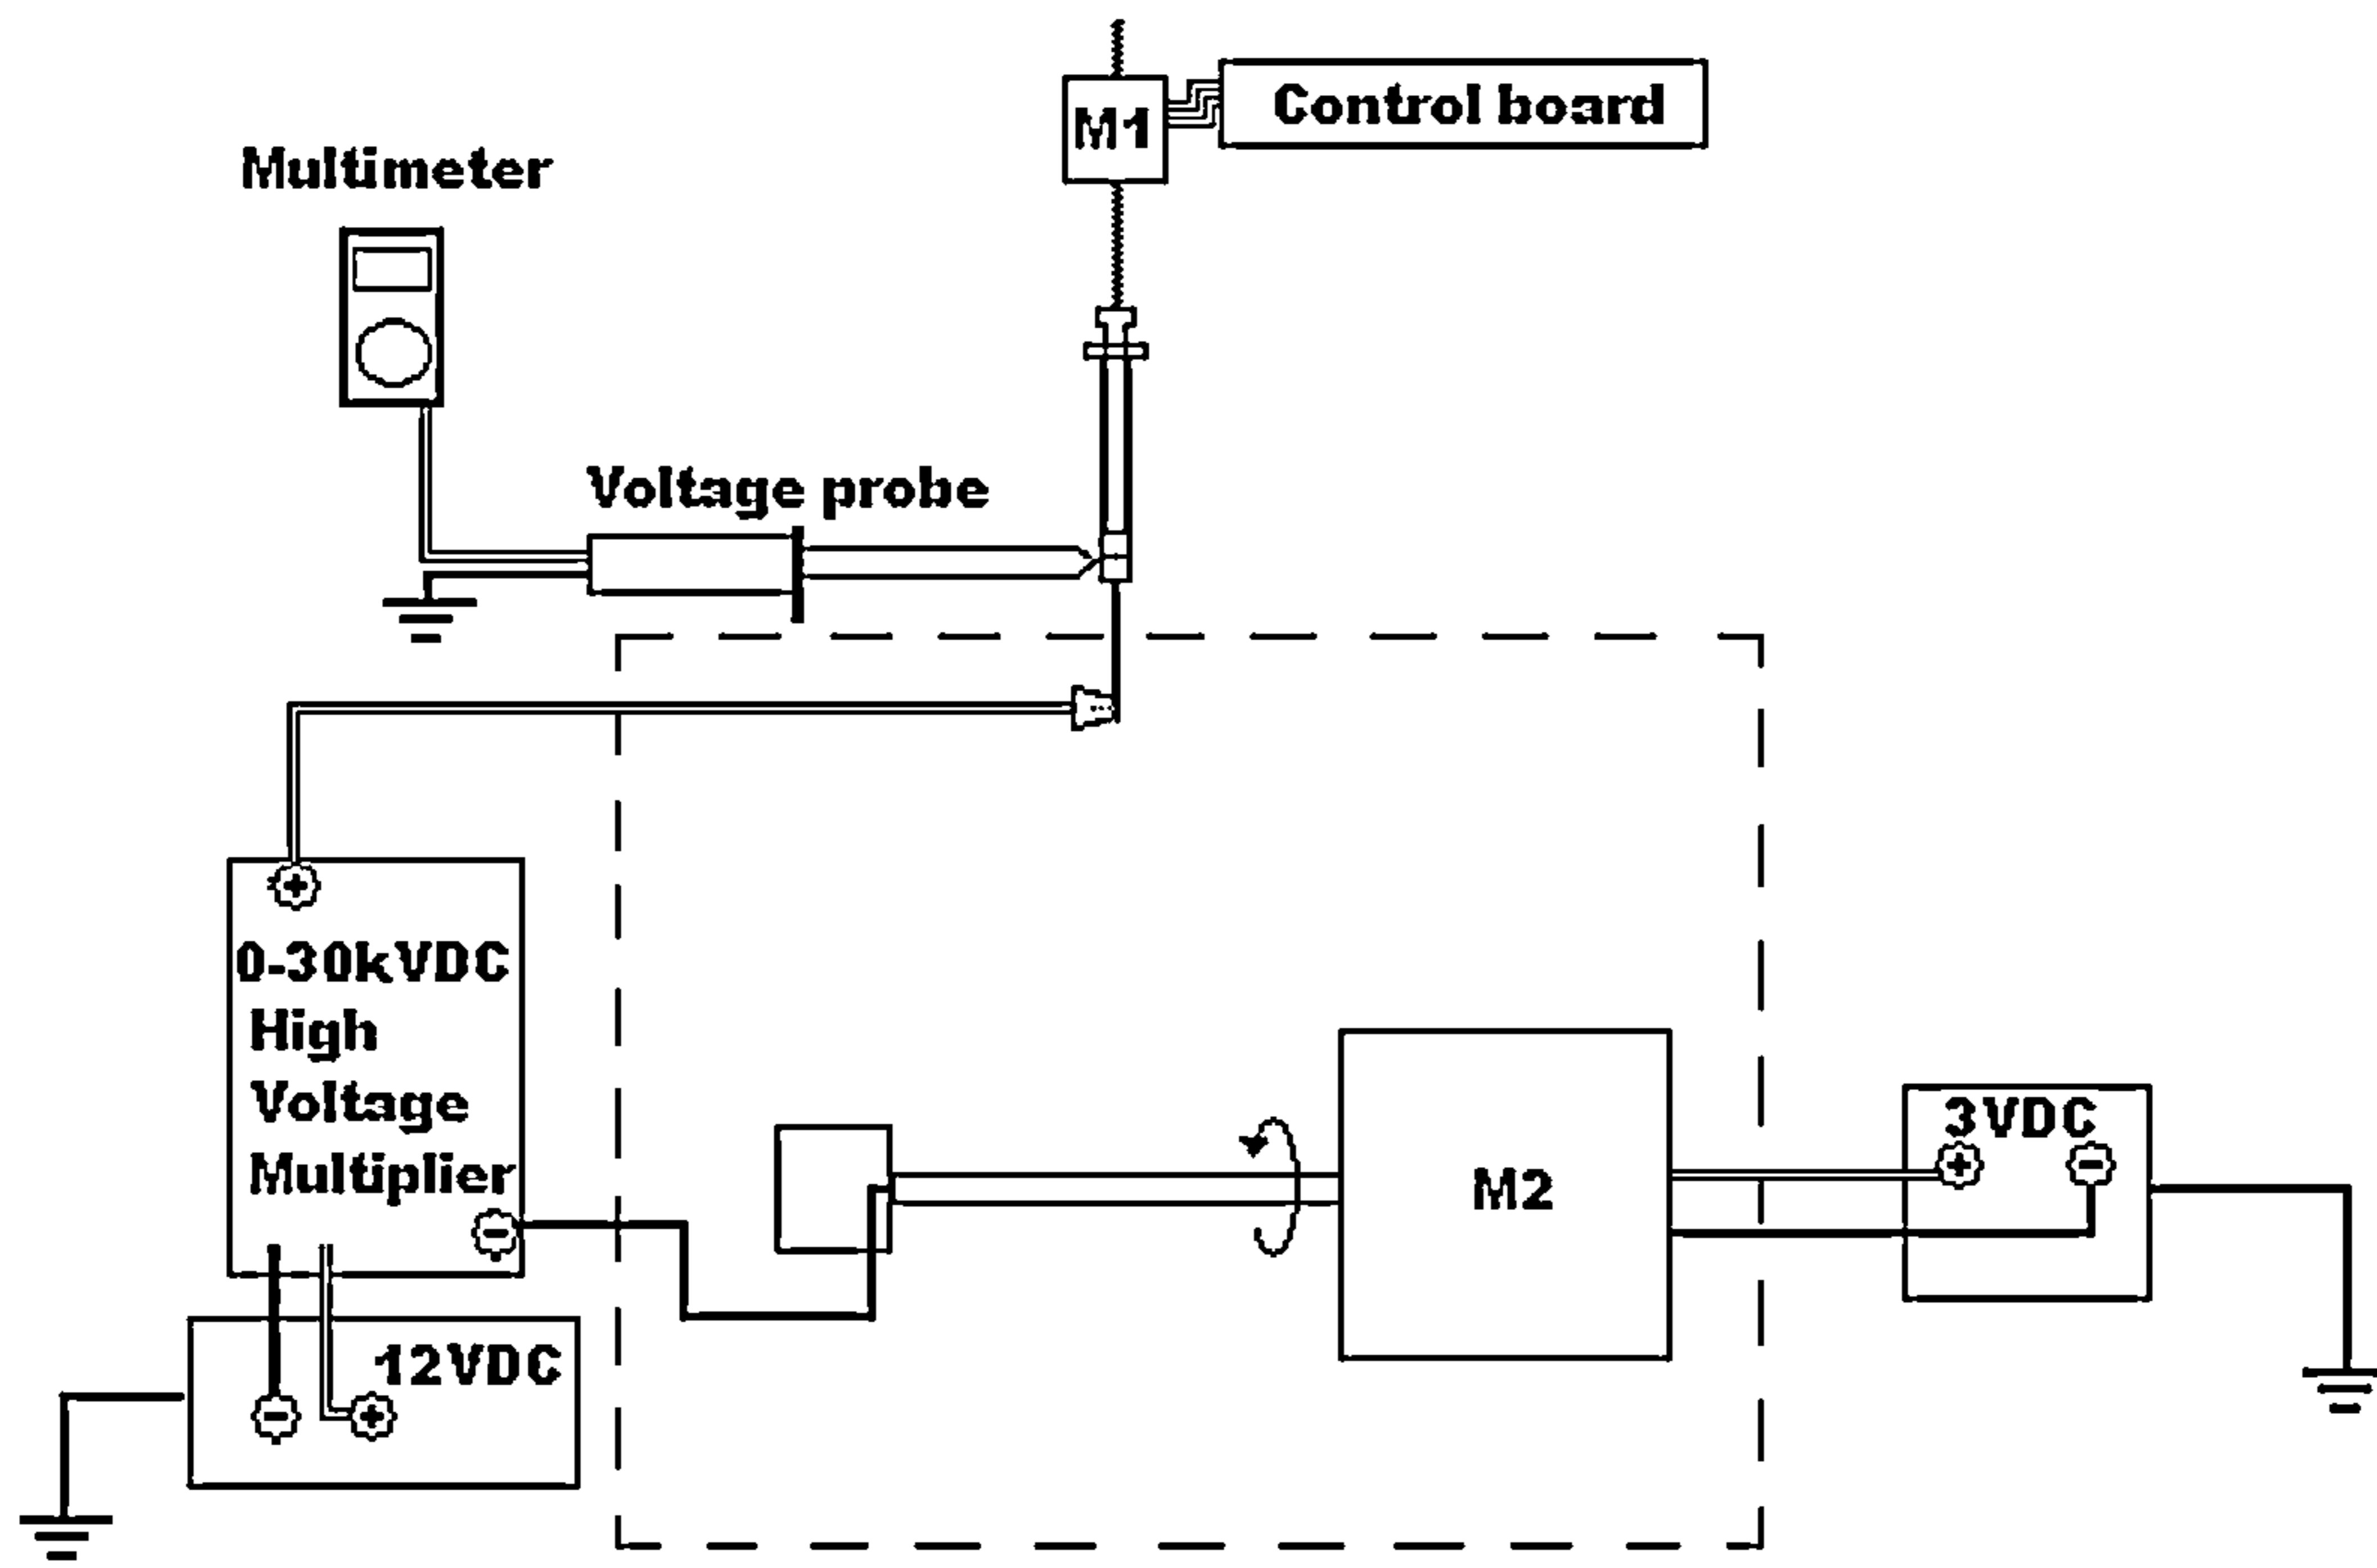 M1
Control board
Multimeter
Voltage probe
0-30kVDC
High
Voltage
Multiplier
M2
3VDC
12VDC